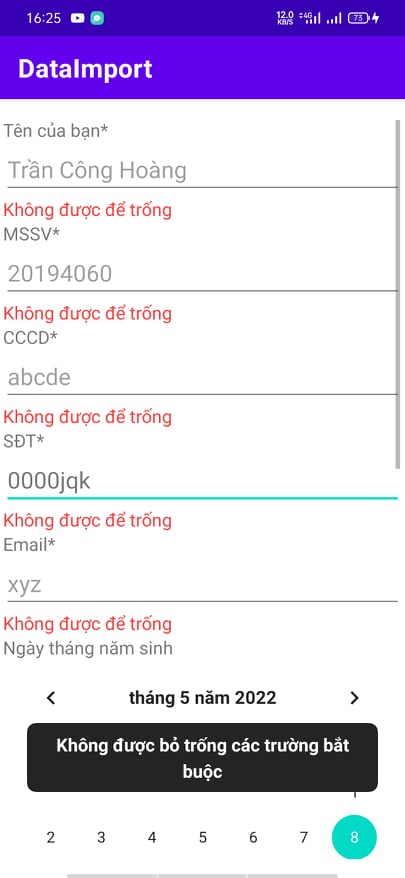 16:25
12.0 KB/S 4G 73
DataImport
Tên của bạn*
Trần Công Hoàng
Không được để trống
MSSV*
20194060
Không được để trống
CCCD*
abcde
Không được để trống
SĐT*
0000jqk
Không được để trống
Email*
xyz
Không được để trống
Ngày tháng năm sinh
tháng 5 năm 2022
Không được bỏ trống các trường bắt
buộc
2 3 4 5 6 7 8